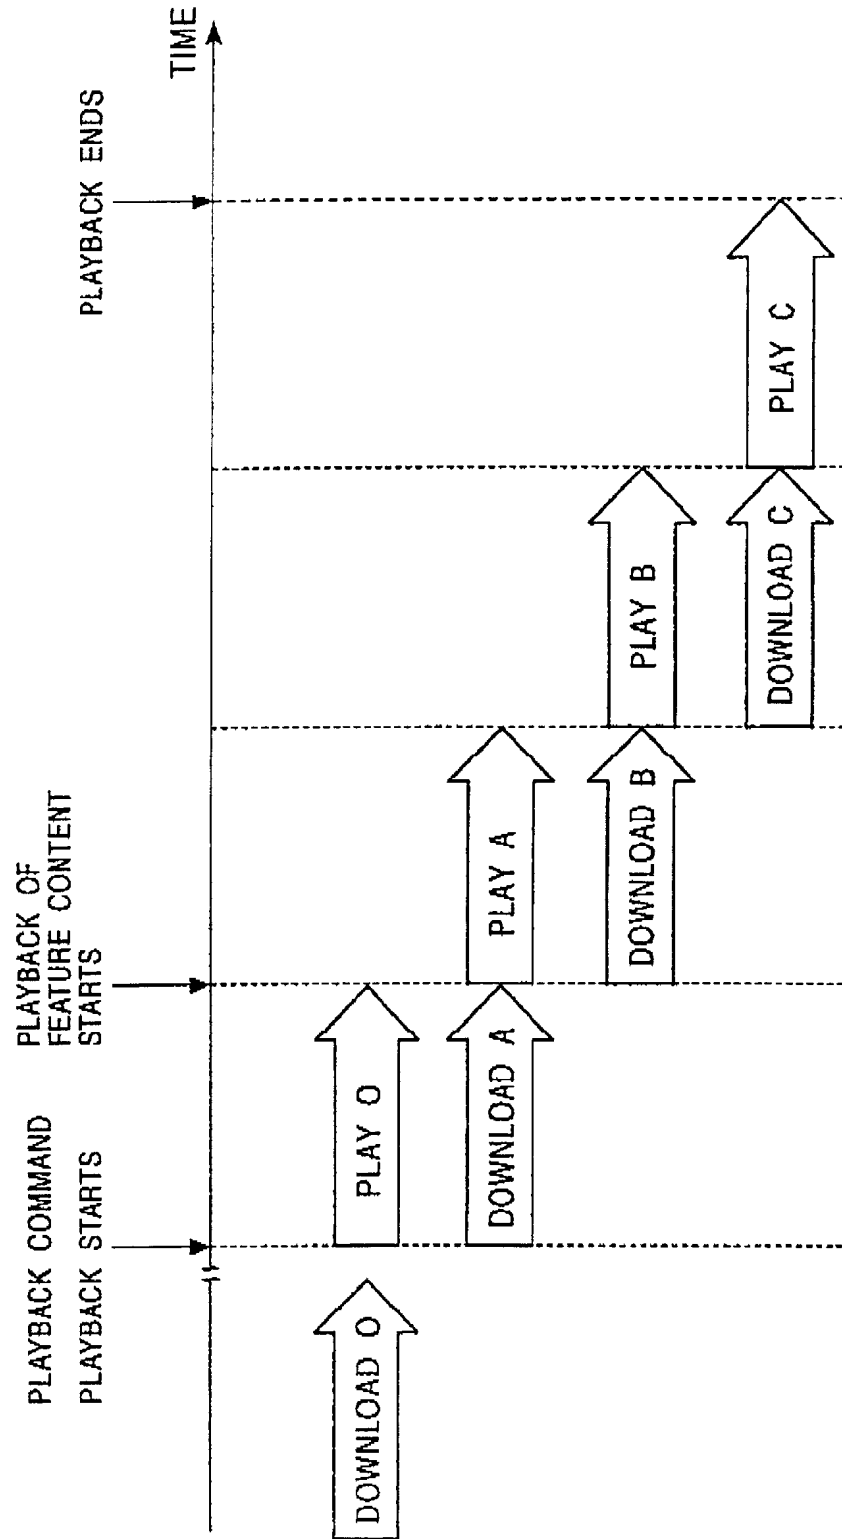 PLAYBACK COMMAND
PLAYBACK STARTS
PLAYBACK OF
FEATURE CONTENT
STARTS
PLAYBACK ENDS
TIME
DOWNLOAD O
PLAY O
DOWNLOAD A
PLAY A
DOWNLOAD B
PLAY B
DOWNLOAD C
PLAY C